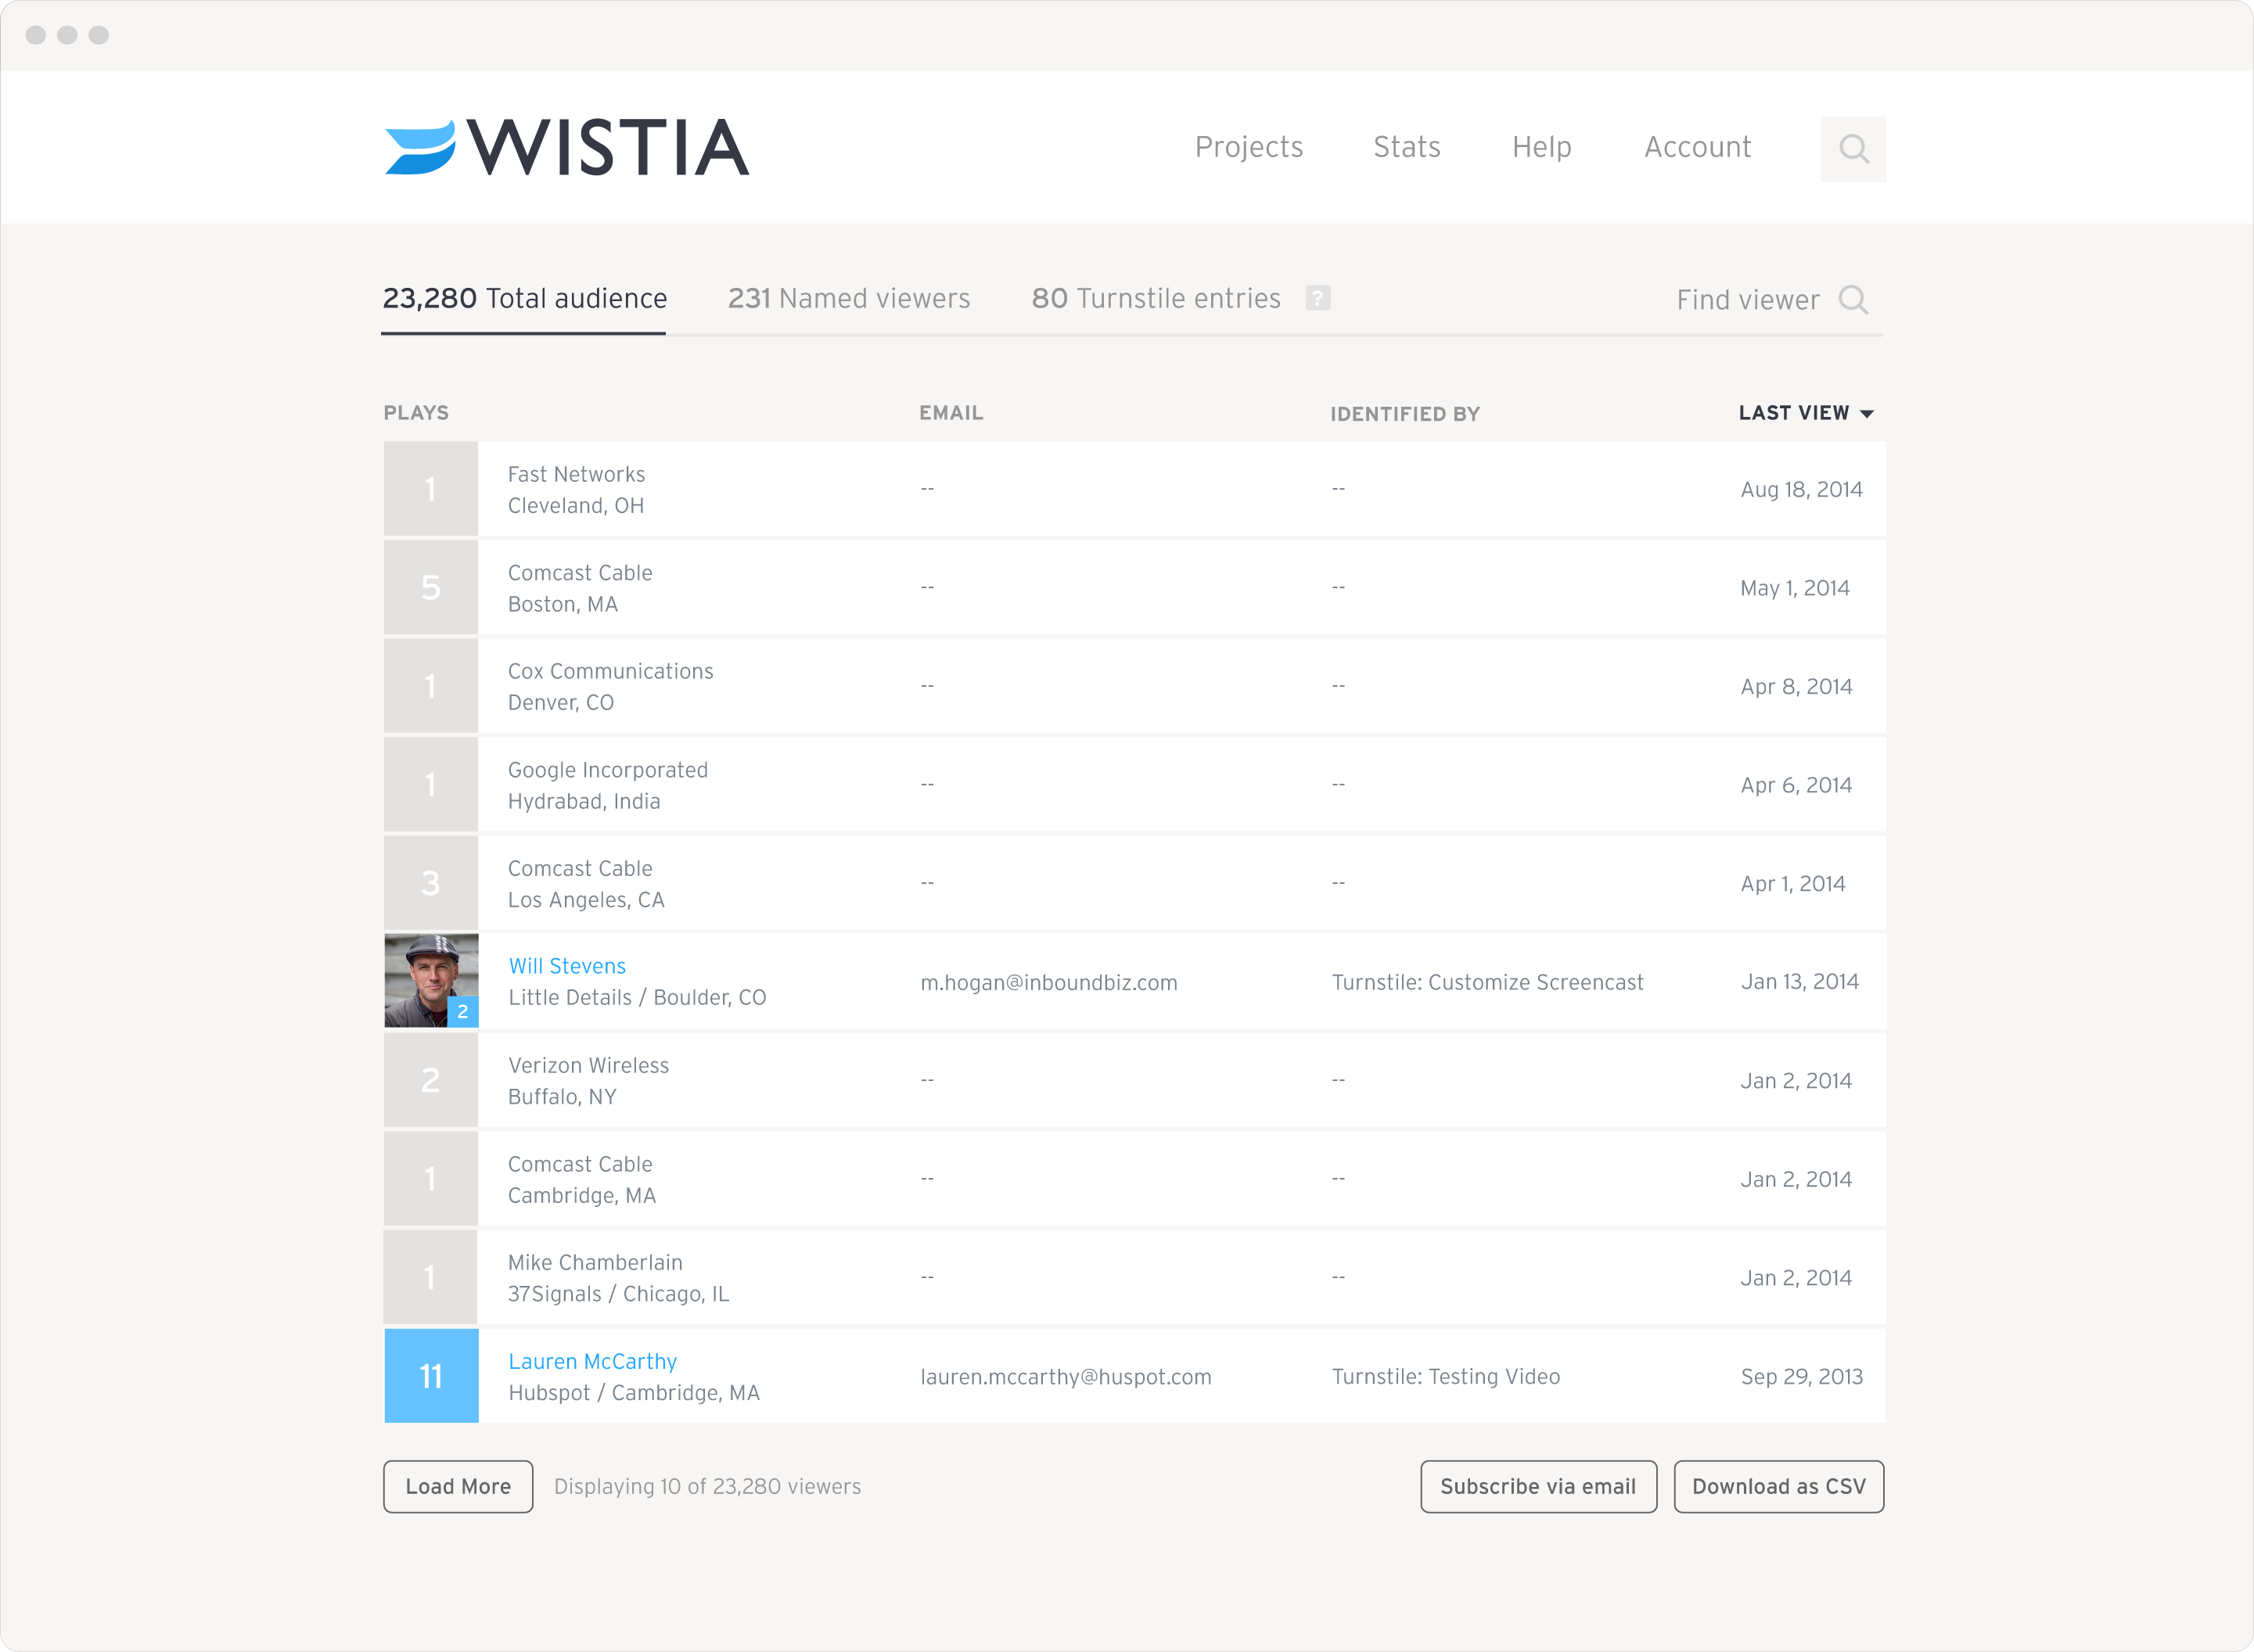 WISTIA
Projects Stats Help Account
23,280 Total audience 231 Named viewers 80 Turnstile entries ? Find viewer
PLAYS EMAIL IDENTIFIED BY LAST VIEW
1 Fast Networks
Cleveland, OH -- -- Aug 18, 2014
5 Comcast Cable
Boston, MA -- -- May 1, 2014
1 Cox Communications
Denver, CO -- -- Apr 8, 2014
1 Google Incorporated
Hydrabad, India -- -- Apr 6, 2014
3 Comcast Cable
Los Angeles, CA -- -- Apr 1, 2014
2 Will Stevens
Little Details / Boulder, CO m.hogan@inboundbiz.com Turnstile: Customize Screencast Jan 13, 2014
2 Verizon Wireless
Buffalo, NY -- -- Jan 2, 2014
1 Comcast Cable
Cambridge, MA -- -- Jan 2, 2014
1 Mike Chamberlain
37Signals / Chicago, IL -- -- Jan 2, 2014
11 Lauren McCarthy
Hubspot / Cambridge, MA lauren.mccarthy@huspot.com Turnstile: Testing Video Sep 29, 2013
Load More Displaying 10 of 23,280 viewers Subscribe via email Download as CSV